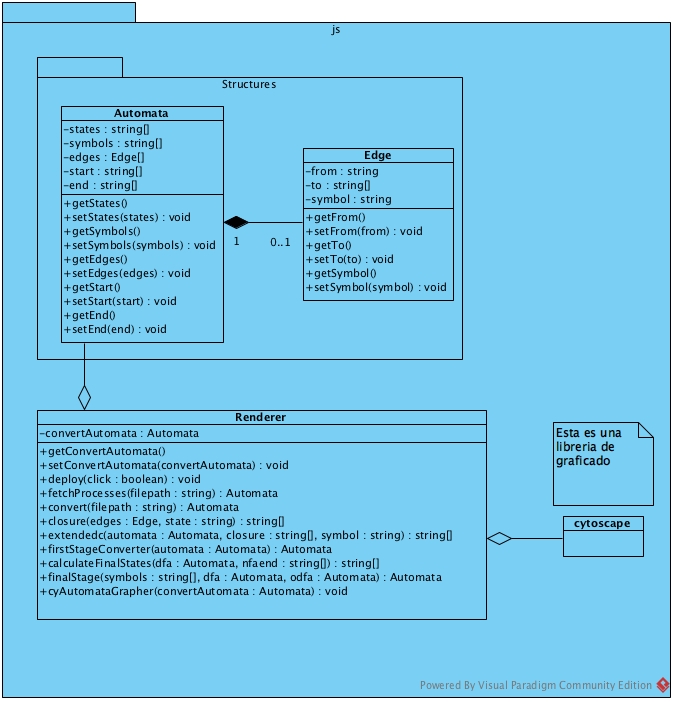 js
Structures
Automata
-states : string[]
-symbols : string[]
-edges : Edge[]
-start : string[]
-end : string[]
+getStates()
+setStates(states) : void
+getSymbols()
+setSymbols(symbols) : void
+getEdges()
+setEdges(edges) : void
+getStart()
+setStart(start) : void
+getEnd()
+setEnd(end) : void
1
0..1
Edge
-from : string
-to : string[]
-symbol : string
+getFrom()
+setFrom(from) : void
+getTo()
+setTo(to) : void
+getSymbol()
+setSymbol(symbol) : void
Renderer
-convertAutomata : Automata
+getConvertAutomata()
+setConvertAutomata(convertAutomata) : void
+deploy(click : boolean) : void
+fetchProcesses(filepath : string) : Automata
+convert(filepath : string) : Automata
+closure(edges : Edge, state : string) : string[]
+extendedc(automata : Automata, closure : string[], symbol : string) : string[]
+firstStageConverter(automata : Automata) : Automata
+calculateFinalStates(dfa : Automata, nfaend : string[]) : string[]
+finalStage(symbols : string[], dfa : Automata, odfa : Automata) : Automata
+cyAutomataGrapher(convertAutomata : Automata) : void
Esta es una
libreria de
graficado
cytoscape
Powered By Visual Paradigm Community Edition